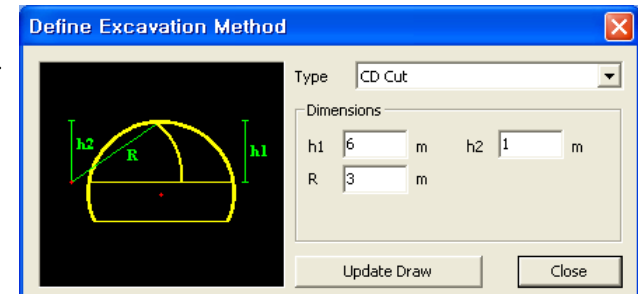 Define Excavation Method
Type CD Cut
Dimensions
h1 6 m h2 1 m
R 3 m
h2 R h1
Update Draw Close